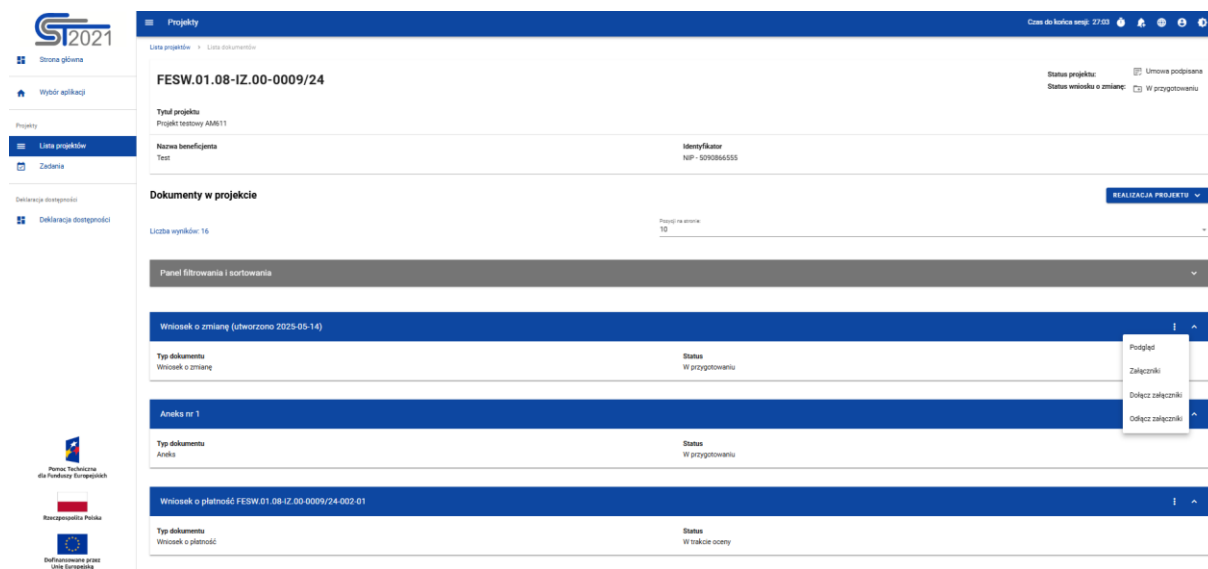 CST2021
Projekty
Czas do końca sesji: 27:03
Strona główna
Wybór aplikacji
Projekty
Lista projektów
Zadania
Deklaracja dostępności
Deklaracja dostępności
Pomoc Techniczna
dla Funduszy Europejskich
Rzeczpospolita Polska
Dofinansowane przez
Unię Europejską
Lista projektów > Lista dokumentów
FESW.01.08-IZ.00-0009/24
Status projektu: Umowa podpisana
Status wniosku o zmianę: W przygotowaniu
Tytuł projektu
Projekt testowy AM611
Nazwa beneficjenta
Test
Identyfikator
NIP - 5090866555
Dokumenty w projekcie
REALIZACJA PROJEKTU
Liczba wyników: 16
Pozycji na stronie
10
Panel filtrowania i sortowania
Wniosek o zmianę (utworzono 2025-05-14)
Typ dokumentu
Wniosek o zmianę
Status
W przygotowaniu
Podgląd
Załączniki
Dołącz załączniki
Odłącz załączniki
Aneks nr 1
Typ dokumentu
Aneks
Status
W przygotowaniu
Wniosek o płatność FESW.01.08-IZ.00-0009/24-002-01
Typ dokumentu
Wniosek o płatność
Status
W trakcie oceny